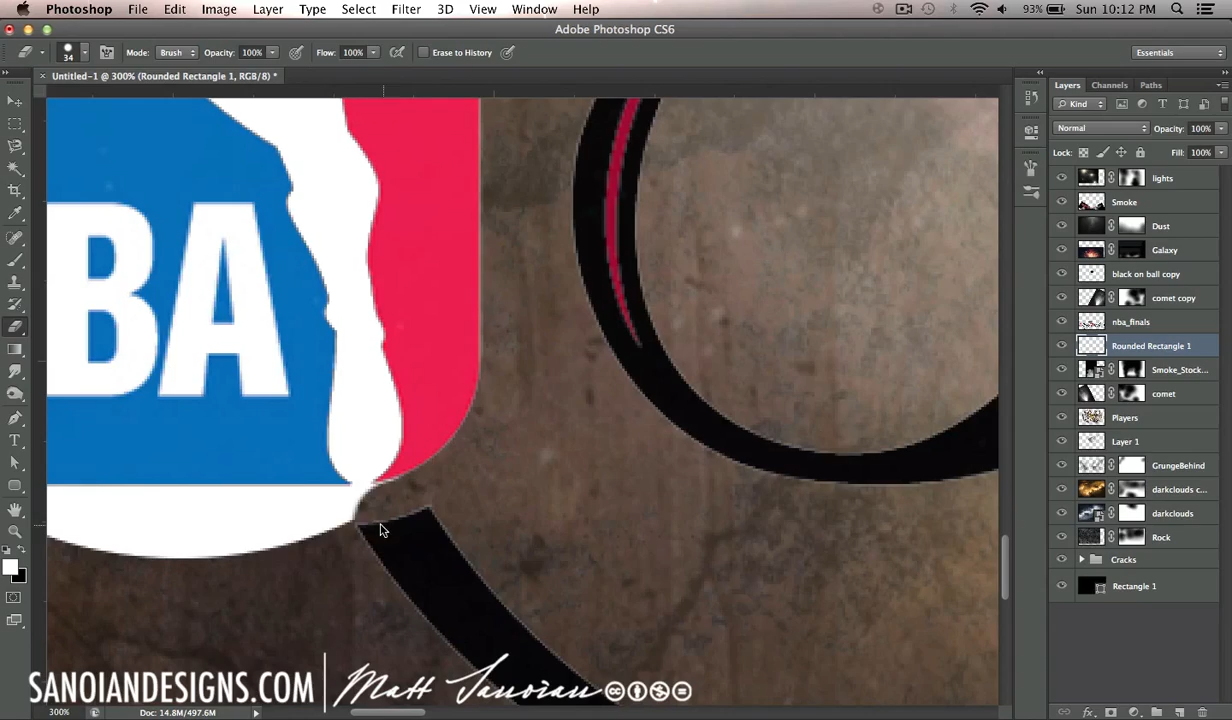 Photoshop File Edit Image Layer Type Select Filter 3D View Window Help 93% Sun 10:12 PM
Adobe Photoshop CS6
34 Mode: Brush Opacity: 100% Flow: 100% Erase to History Essentials
× Untitled-1 @ 300% (Rounded Rectangle 1, RGB/8) *
Layers Channels Paths
Kind
Normal Opacity: 100%
Lock: Fill: 100%
lights
Smoke
Dust
Galaxy
black on ball copy
comet copy
nba_finals
Rounded Rectangle 1
Smoke_Stock...
comet
Players
Layer 1
GrungeBehind
darkclouds c...
darkclouds
Rock
Cracks
Rectangle 1
BA
SANOIANDESIGNS.COM Matt Sanoian
300% Doc: 14.8M/497.6M